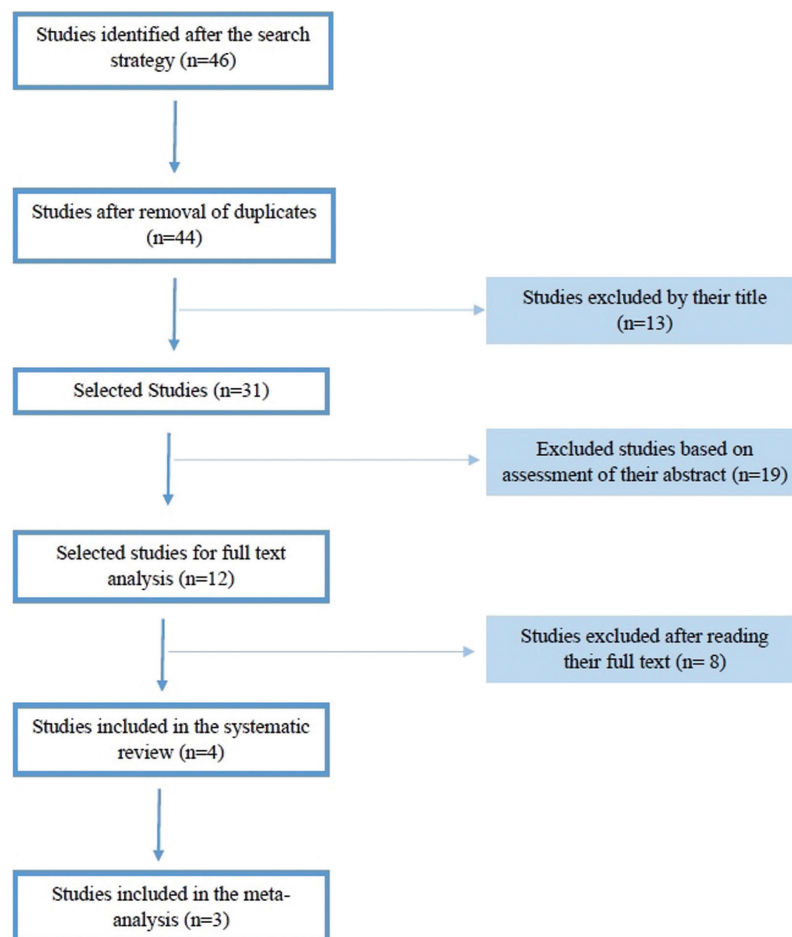 Studies identified after the search
strategy (n=46)
Studies after removal of duplicates
(n=44)
Studies excluded by their title
(n=13)
Selected Studies (n=31)
Excluded studies based on
assessment of their abstract (n=19)
Selected studies for full text
analysis (n=12)
Studies excluded after reading
their full text (n= 8)
Studies included in the systematic
review (n=4)
Studies included in the meta-
analysis (n=3)